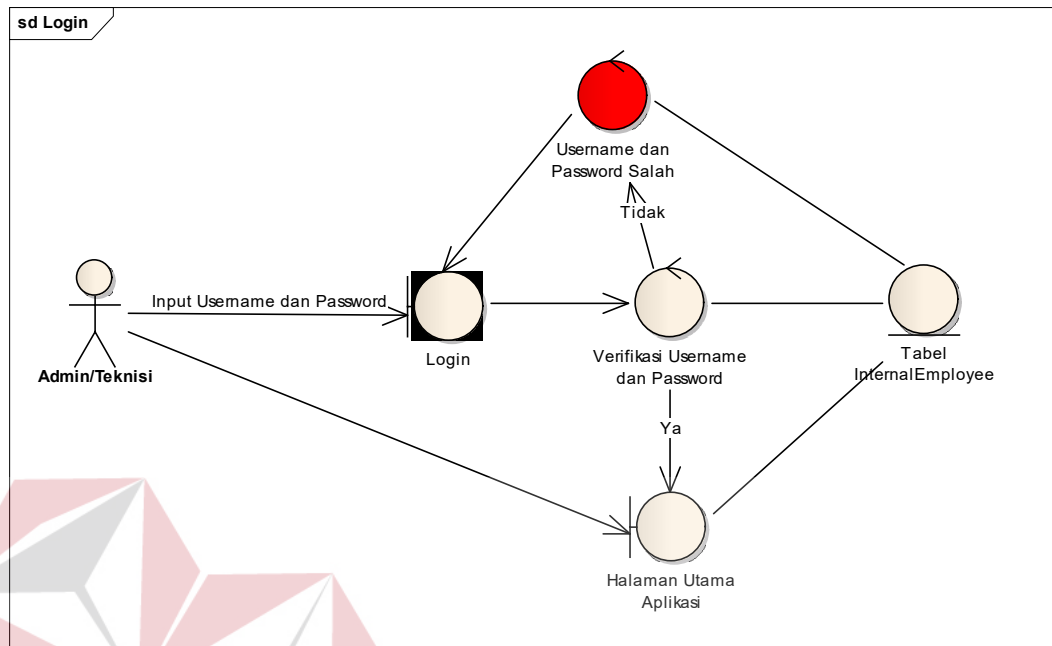 sd Login
Username dan
Password Salah
Tidak
Input Username dan Password
Admin/Teknisi
Login
Verifikasi Username
dan Password
Tabel
InternalEmployee
Ya
Halaman Utama
Aplikasi